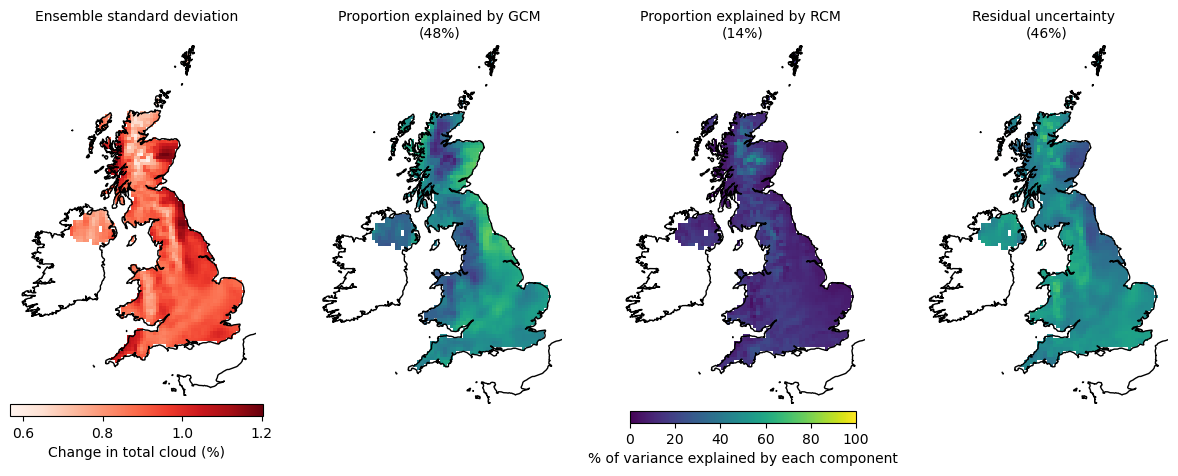 Ensemble standard deviation
Proportion explained by GCM
(48%)
Proportion explained by RCM
(14%)
Residual uncertainty
(46%)
0.6 0.8 1.0 1.2
Change in total cloud (%)
0 20 40 60 80 100
% of variance explained by each component